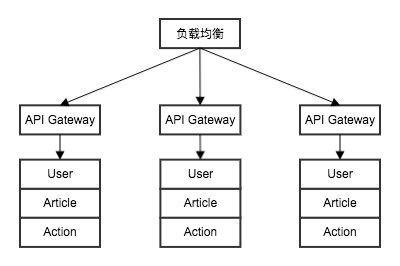 负载均衡
API Gateway
API Gateway
API Gateway
User
User
User
Article
Article
Article
Action
Action
Action